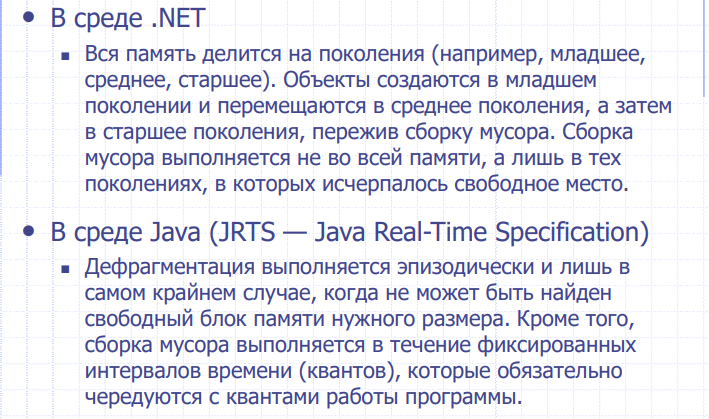 ● В среде .NET
▪ Вся память делится на поколения (например, младшее,
среднее, старшее). Объекты создаются в младшем
поколении и перемещаются в среднее поколения, а затем
в старшее поколения, пережив сборку мусора. Сборка
мусора выполняется не во всей памяти, а лишь в тех
поколениях, в которых исчерпалось свободное место.
● В среде Java (JRTS — Java Real-Time Specification)
▪ Дефрагментация выполняется эпизодически и лишь в
самом крайнем случае, когда не может быть найден
свободный блок памяти нужного размера. Кроме того,
сборка мусора выполняется в течение фиксированных
интервалов времени (квантов), которые обязательно
чередуются с квантами работы программы.